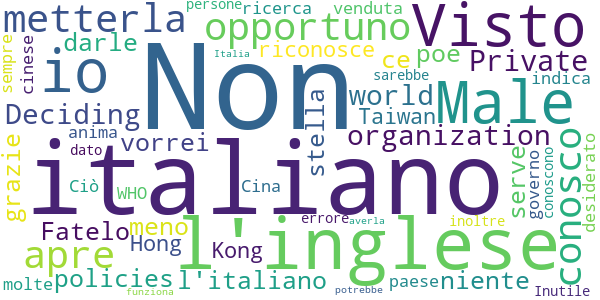 metterla darle persone ricerca venduta
opportuno Visto
sempre cinese io Non riconosce ce poe Private
Italia sarebbe indica
Deciding stella world Male
anima vorrei Taiwan
grazie dato italiano organization conosco desiderato
Ciò WHO Cina serve governo conoscono
Fatelo meno errore averla inoltre
apre Hong Kong l'inglese
molte policies l'italiano paese niente
funziona potrebbe Inutile